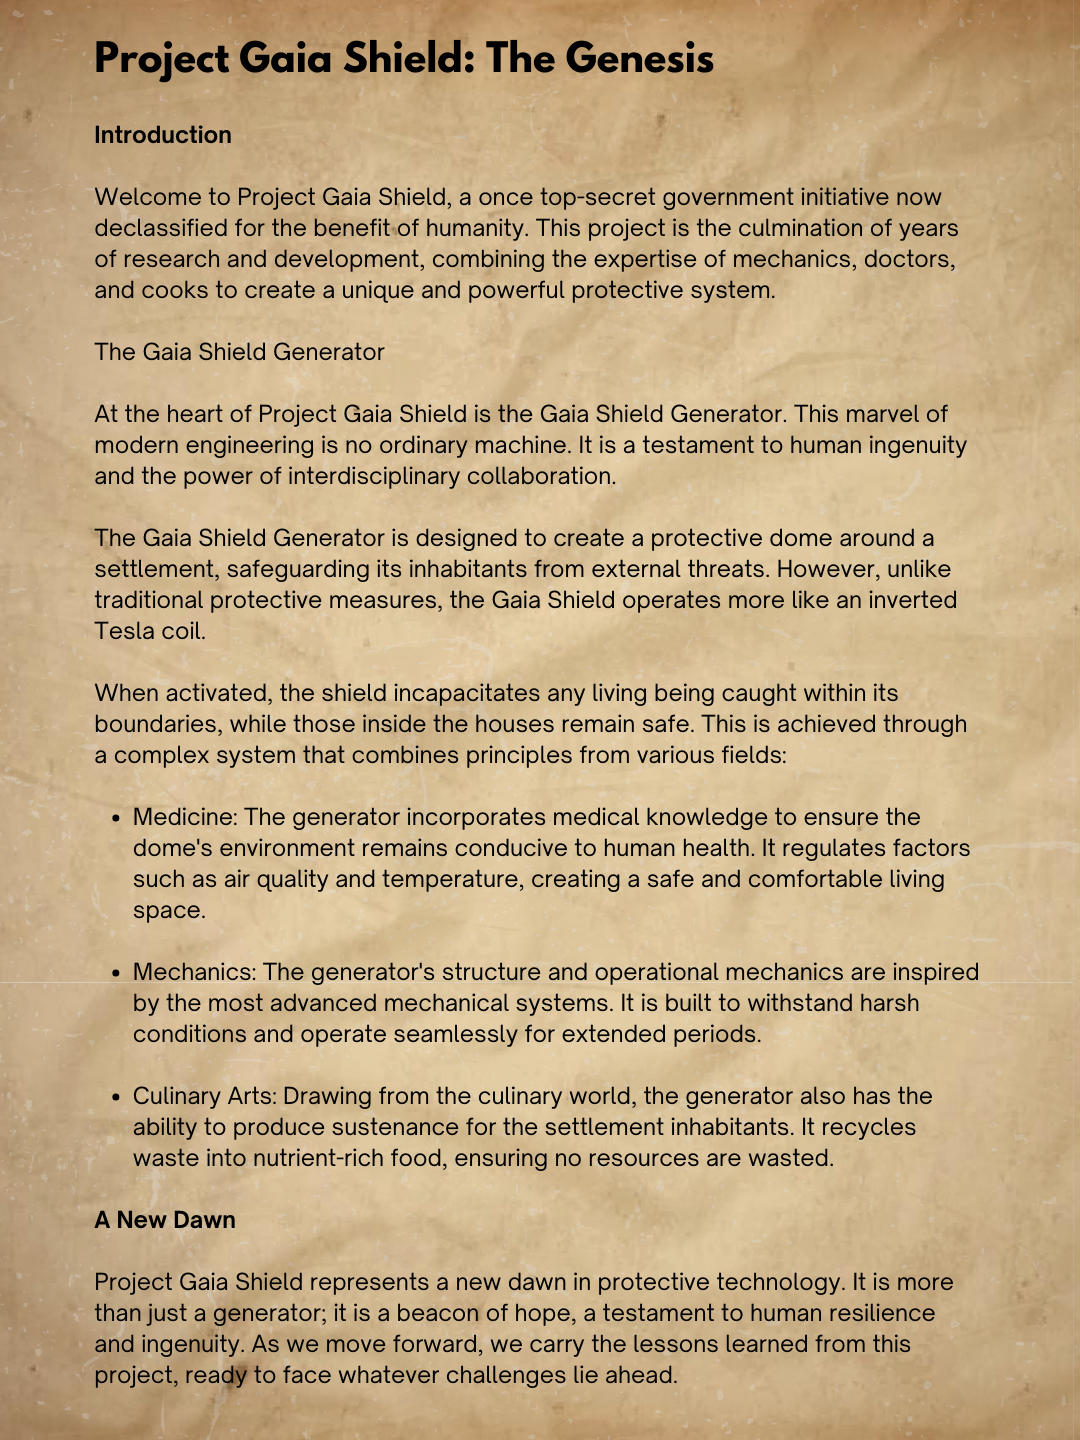 Project Gaia Shield: The Genesis
Introduction
Welcome to Project Gaia Shield, a once top-secret government initiative now
declassified for the benefit of humanity. This project is the culmination of years
of research and development, combining the expertise of mechanics, doctors,
and cooks to create a unique and powerful protective system.
The Gaia Shield Generator
At the heart of Project Gaia Shield is the Gaia Shield Generator. This marvel of
modern engineering is no ordinary machine. It is a testament to human ingenuity
and the power of interdisciplinary collaboration.
The Gaia Shield Generator is designed to create a protective dome around a
settlement, safeguarding its inhabitants from external threats. However, unlike
traditional protective measures, the Gaia Shield operates more like an inverted
Tesla coil.
When activated, the shield incapacitates any living being caught within its
boundaries, while those inside the houses remain safe. This is achieved through
a complex system that combines principles from various fields:
• Medicine: The generator incorporates medical knowledge to ensure the
dome's environment remains conducive to human health. It regulates factors
such as air quality and temperature, creating a safe and comfortable living
space.
• Mechanics: The generator's structure and operational mechanics are inspired
by the most advanced mechanical systems. It is built to withstand harsh
conditions and operate seamlessly for extended periods.
• Culinary Arts: Drawing from the culinary world, the generator also has the
ability to produce sustenance for the settlement inhabitants. It recycles
waste into nutrient-rich food, ensuring no resources are wasted.
A New Dawn
Project Gaia Shield represents a new dawn in protective technology. It is more
than just a generator; it is a beacon of hope, a testament to human resilience
and ingenuity. As we move forward, we carry the lessons learned from this
project, ready to face whatever challenges lie ahead.